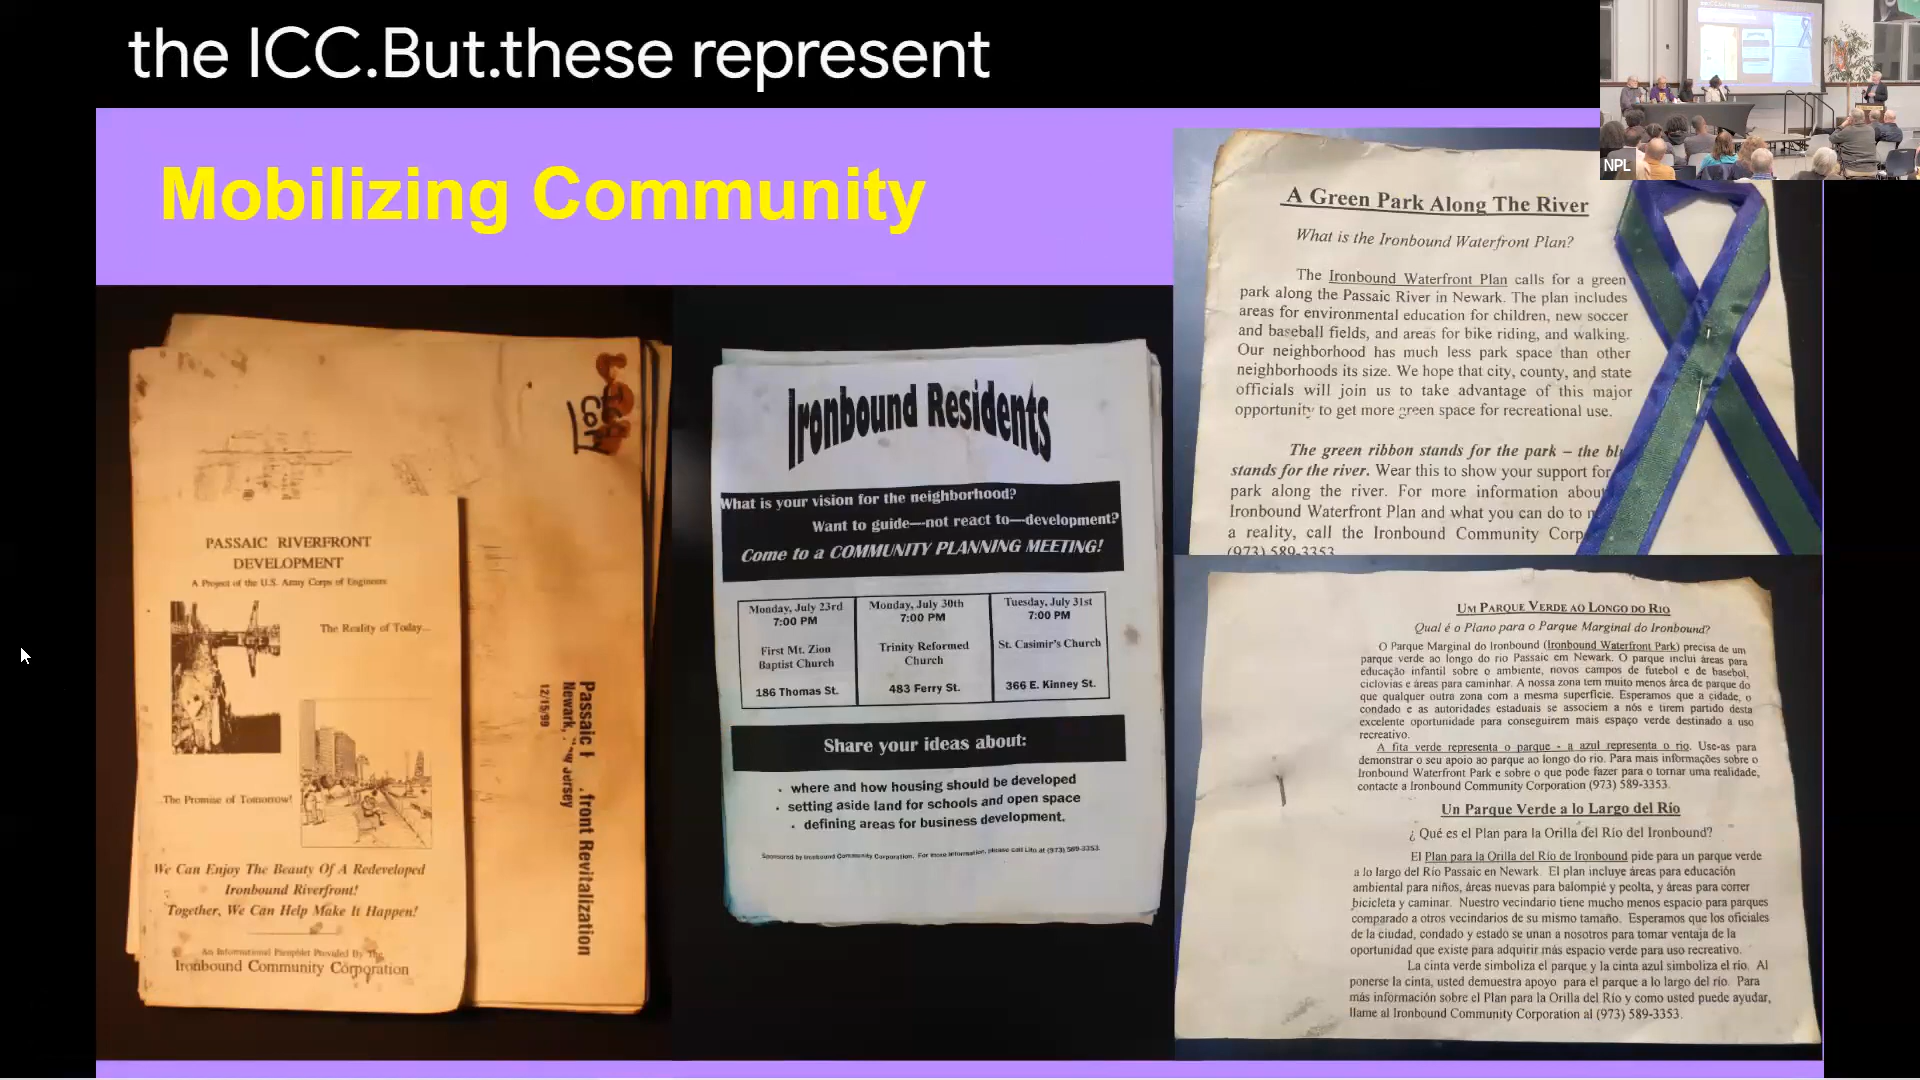 the ICC.But.these represent
NPL
Mobilizing Community
COPY
PASSAIC RIVERFRONT
DEVELOPMENT
A Project of the U.S. Army Corps of Engineers
The Reality of Today...
...The Promise of Tomorrow!
We Can Enjoy The Beauty Of A Redeveloped
Ironbound Riverfront!
Together, We Can Help Make It Happen!
An Informational Pamphlet Provided By The
Ironbound Community Corporation
Passaic front Revitalization
Newark, Jersey
12/15/99
Ironbound Residents
What is your vision for the neighborhood?
Want to guide—not react to—development?
Come to a COMMUNITY PLANNING MEETING!
Monday, July 23rd
7:00 PM
First Mt. Zion
Baptist Church
186 Thomas St.
Monday, July 30th
7:00 PM
Trinity Reformed
Church
483 Ferry St.
Tuesday, July 31st
7:00 PM
St. Casimir's Church
366 E. Kinney St.
Share your ideas about:
· where and how housing should be developed
· setting aside land for schools and open space
· defining areas for business development.
Sponsored by Ironbound Community Corporation. For more information, please call Lito at (973) 589-3353.
A Green Park Along The River
What is the Ironbound Waterfront Plan?
The Ironbound Waterfront Plan calls for a green
park along the Passaic River in Newark. The plan includes
areas for environmental education for children, new soccer
and baseball fields, and areas for bike riding, and walking.
Our neighborhood has much less park space than other
neighborhoods its size. We hope that city, county, and state
officials will join us to take advantage of this major
opportunity to get more green space for recreational use.
The green ribbon stands for the park – the bl
stands for the river. Wear this to show your support for
park along the river. For more information about
Ironbound Waterfront Plan and what you can do to m
a reality, call the Ironbound Community Corp
(973) 589-3353
UM PARQUE VERDE AO LONGO DO RIO
Qual é o Plano para o Parque Marginal do Ironbound?
O Parque Marginal do Ironbound (Ironbound Waterfront Park) precisa de um
parque verde ao longo do rio Passaic em Newark. O parque inclui áreas para
educação infantil sobre o ambiente, novos campos de futebol e de basebol,
ciclovias e áreas para caminhar. A nossa zona tem muito menos área de parque do
que qualquer outra zona com a mesma superfície. Esperamos que a cidade, o
condado e as autoridades estaduais se associem a nós e tirem partido desta
excelente oportunidade para conseguirem mais espaço verde destinado a uso
recreativo.
A fita verde representa o parque - a azul representa o rio. Use-as para
demonstrar o seu apoio ao parque ao longo do rio. Para mais informações sobre o
Ironbound Waterfront Plan e sobre o que pode fazer para o tornar uma realidade,
contacte a Ironbound Community Corporation (973) 589-3353.
Un Parque Verde a lo Largo del Río
¿ Qué es el Plan para la Orilla del Río del Ironbound?
El Plan para la Orilla del Río de Ironbound pide para un parque verde
a lo largo del Río Passaic en Newark. El plan incluye áreas para educación
ambiental para niños, áreas nuevas para balompié y peolta, y áreas para correr
bicicleta y caminar. Nuestro vecindario tiene mucho menos espacio para parques
comparado a otros vecindarios de su mismo tamaño. Esperamos que los oficiales
de la ciudad, condado y estado se unan a nosotros para tomar ventaja de la
oportunidad que existe para adquirir más espacio verde para uso recreativo.
La cinta verde simboliza el parque y la cinta azul simboliza el río. Al
ponerse la cinta, usted demuestra apoyo para el parque a lo largo del río. Para
más información sobre el Plan para la Orilla del Río y como usted puede ayudar,
llame al Ironbound Community Corporation al (973) 589-3353.